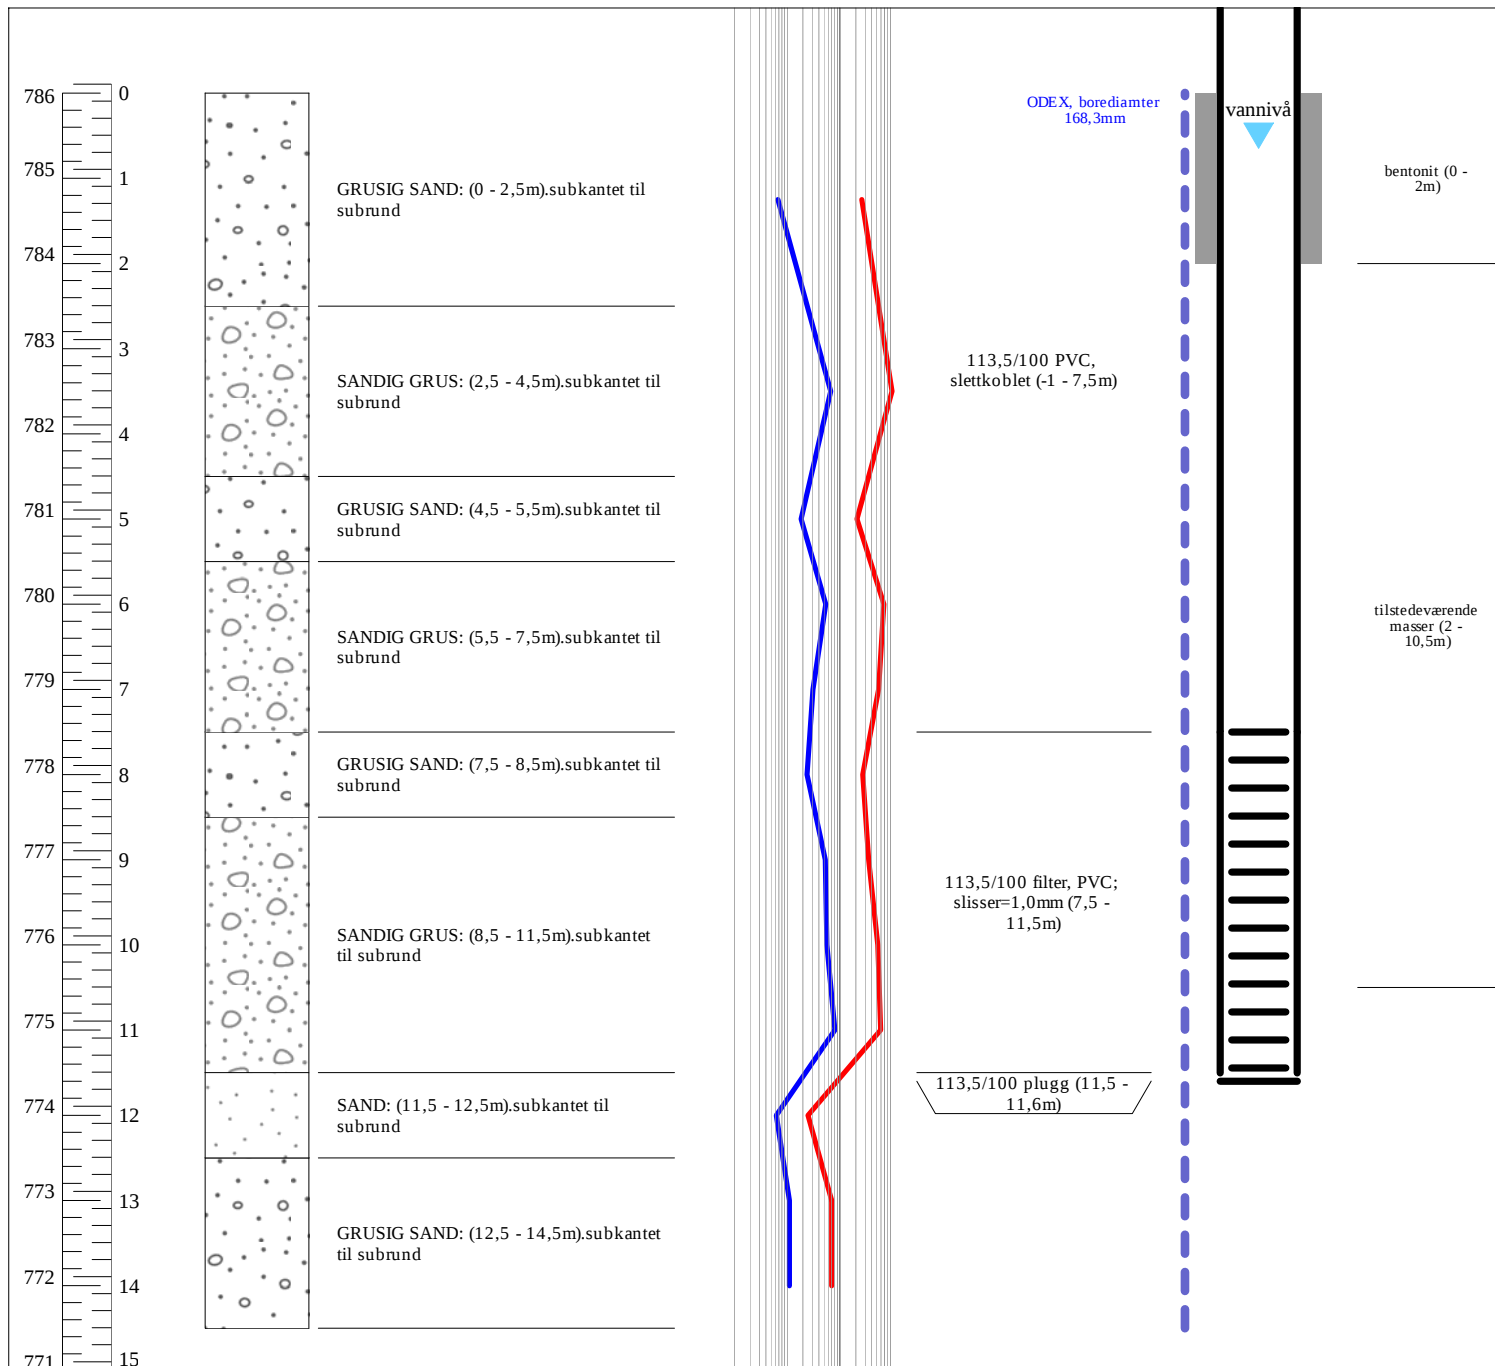 786
785
784
783
782
781
780
779
778
777
776
775
774
773
772
771
0
1
2
3
4
5
6
7
8
9
10
11
12
13
14
15
GRUSIG SAND: (0 - 2,5m).subkantet til
subrund
SANDIG GRUS: (2,5 - 4,5m).subkantet til
subrund
GRUSIG SAND: (4,5 - 5,5m).subkantet til
subrund
SANDIG GRUS: (5,5 - 7,5m).subkantet til
subrund
GRUSIG SAND: (7,5 - 8,5m).subkantet til
subrund
SANDIG GRUS: (8,5 - 11,5m).subkantet
til subrund
SAND: (11,5 - 12,5m).subkantet til
subrund
GRUSIG SAND: (12,5 - 14,5m).subkantet
til subrund
113,5/100 PVC,
slettkoblet (-1 - 7,5m)
113,5/100 filter, PVC;
slisser=1,0mm (7,5 -
11,5m)
113,5/100 plugg (11,5 -
11,6m)
ODEX, borediamter
168,3mm
vannivå
bentonit (0 -
2m)
tilstedeværende
masser (2 -
10,5m)